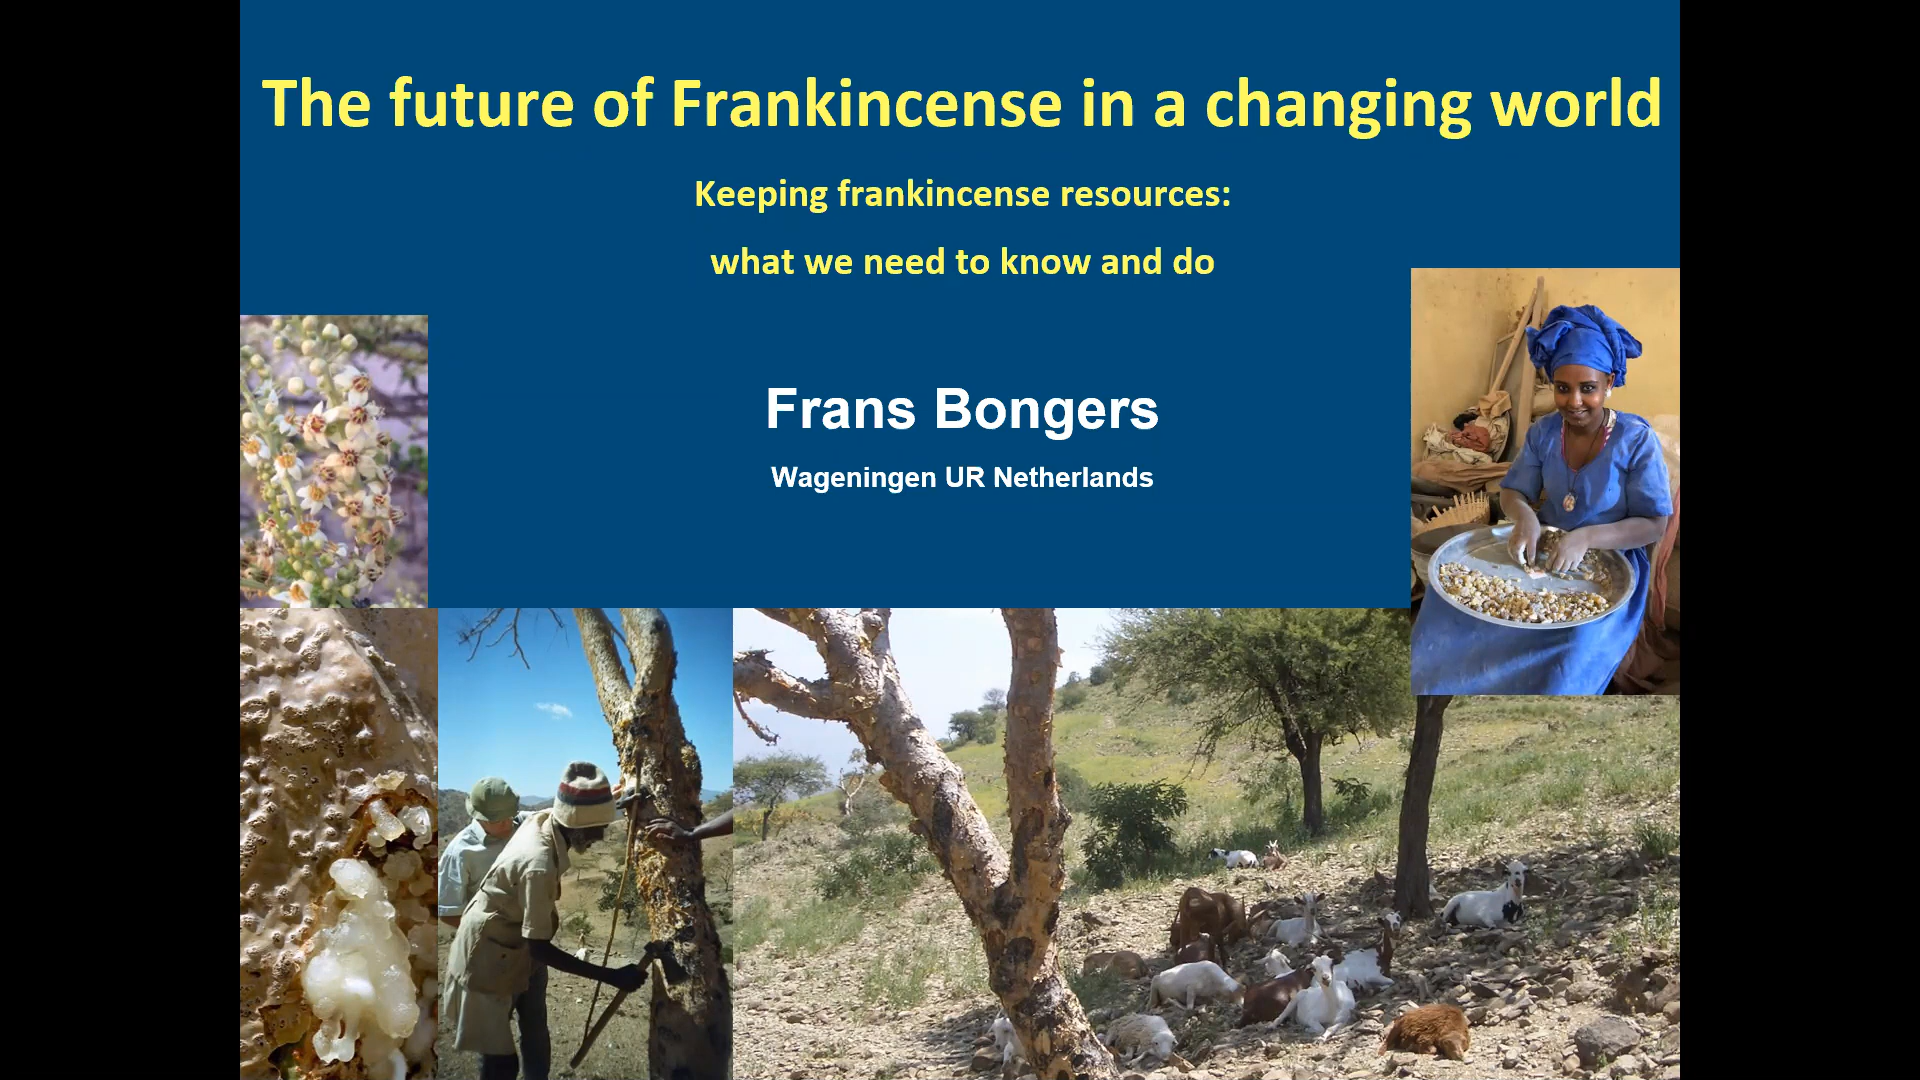 The future of Frankincense in a changing world
Keeping frankincense resources:
what we need to know and do
Frans Bongers
Wageningen UR Netherlands